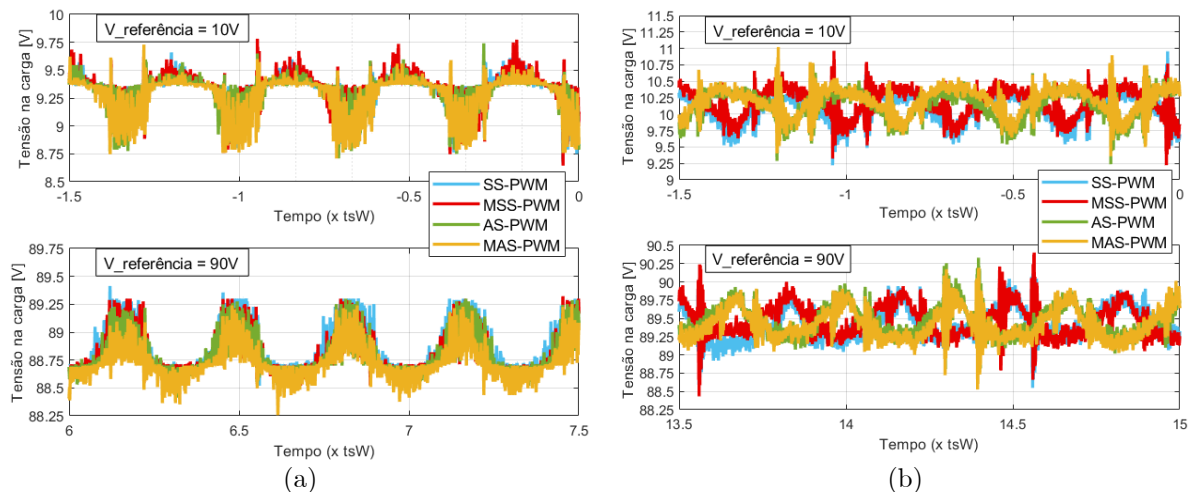 V_referência = 10V
Tensão na carga [V]
10
9.75
9.5
9.25
9
8.75
8.5
-1.5
-1
-0.5
0
Tempo (x tsW)
SS-PWM
MSS-PWM
AS-PWM
MAS-PWM
V_referência = 90V
Tensão na carga [V]
89.75
89.5
89.25
89
88.75
88.5
88.25
6
6.5
7
7.5
Tempo (x tsW)
(a)
V_referência = 10V
Tensão na carga [V]
11.5
11.25
11
10.75
10.5
10.25
10
9.75
9.5
9.25
9
-1.5
-1
-0.5
0
Tempo (x tsW)
SS-PWM
MSS-PWM
AS-PWM
MAS-PWM
V_referência = 90V
Tensão na carga [V]
90.5
90.25
90
89.75
89.5
89.25
89
88.75
88.5
88.25
13.5
14
14.5
15
Tempo (x tsW)
(b)